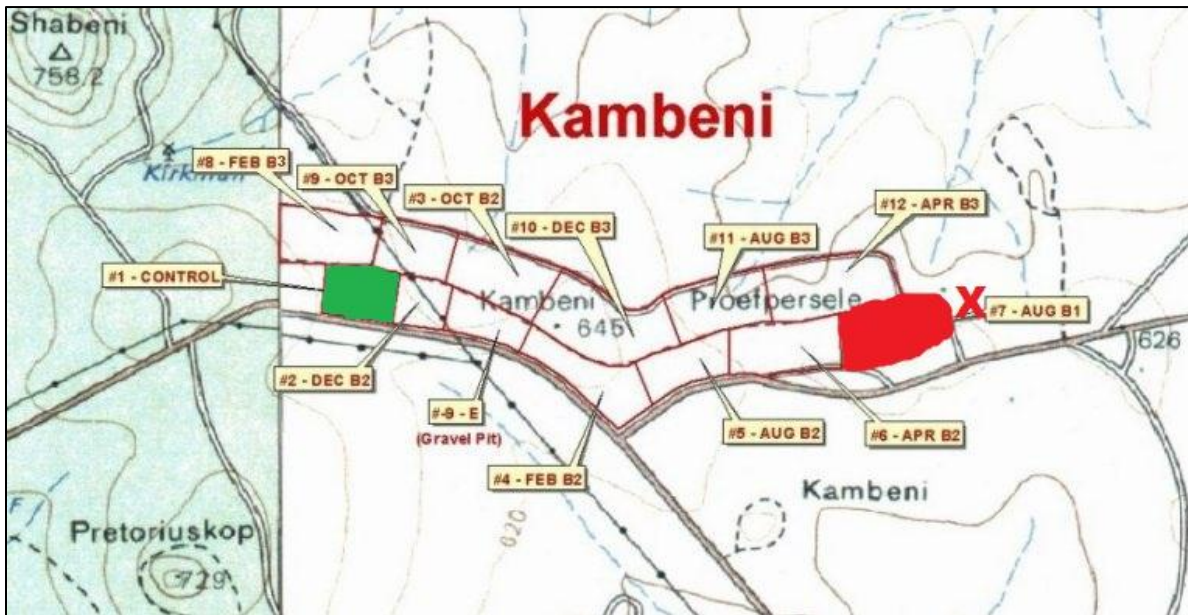 Shabeni
758,2
Kambeni
#8 - FEB B3
#9 - OCT B3
#3 - OCT B2
#10 - DEC B3
#11 - AUG B3
#12 - APR B3
#1 - CONTROL
Kambeni
Proefpersele
645
X
#7 - AUG B1
626
#2 - DEC B2
#-9 - E
(Gravel Pit)
#5 - AUG B2
#6 - APR B2
#4 - FEB B2
Kambeni
620
Pretoriuskop
729